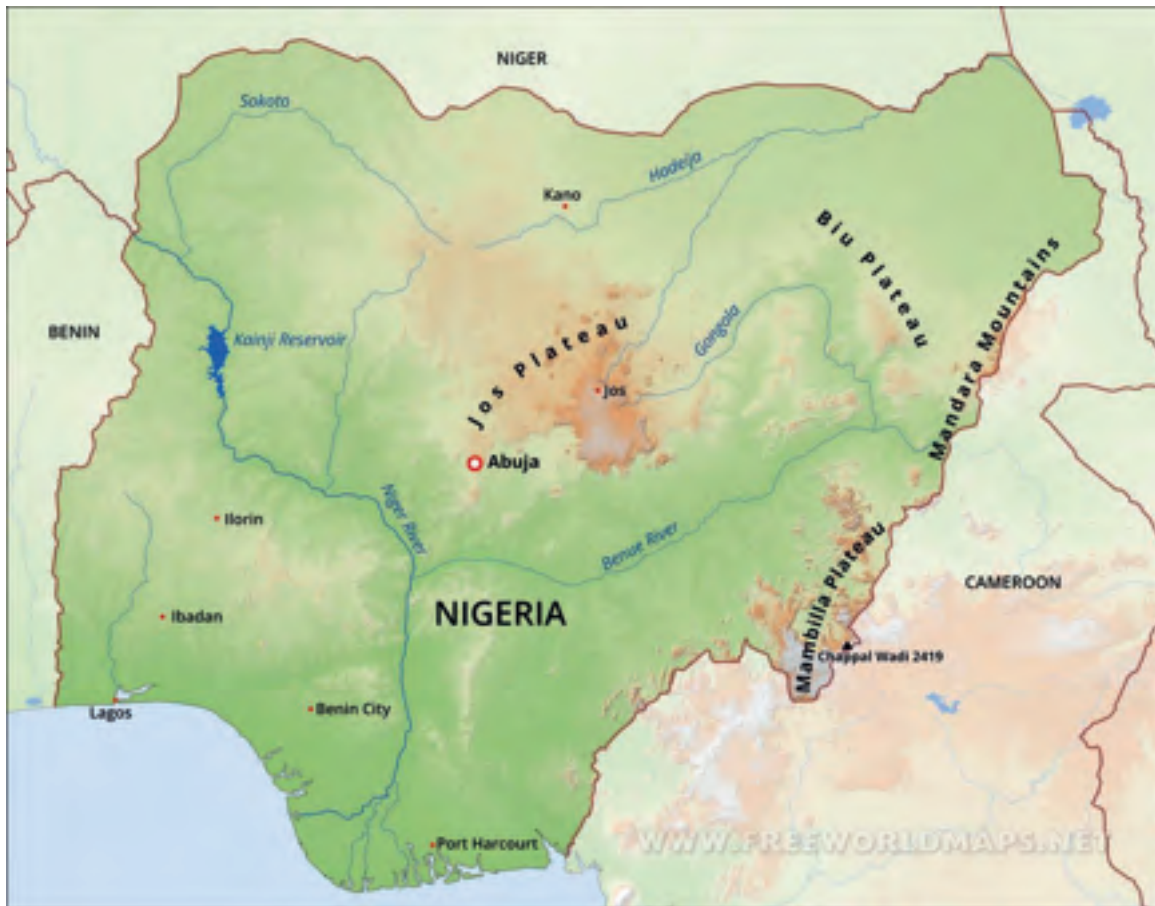 NIGER
Sokoto
Kano
Hadeija
Biu Plateau
Mandara Mountains
BENIN
Kainji Reservoir
Jos Plateau
Gongola
Jos
Abuja
Niger River
Ilorin
Benue River
Mambilla Plateau
CAMEROON
NIGERIA
Ibadan
Chappal Wadi 2419
Lagos
Benin City
Port Harcourt
WWW.FREEWORLDMAPS.NET